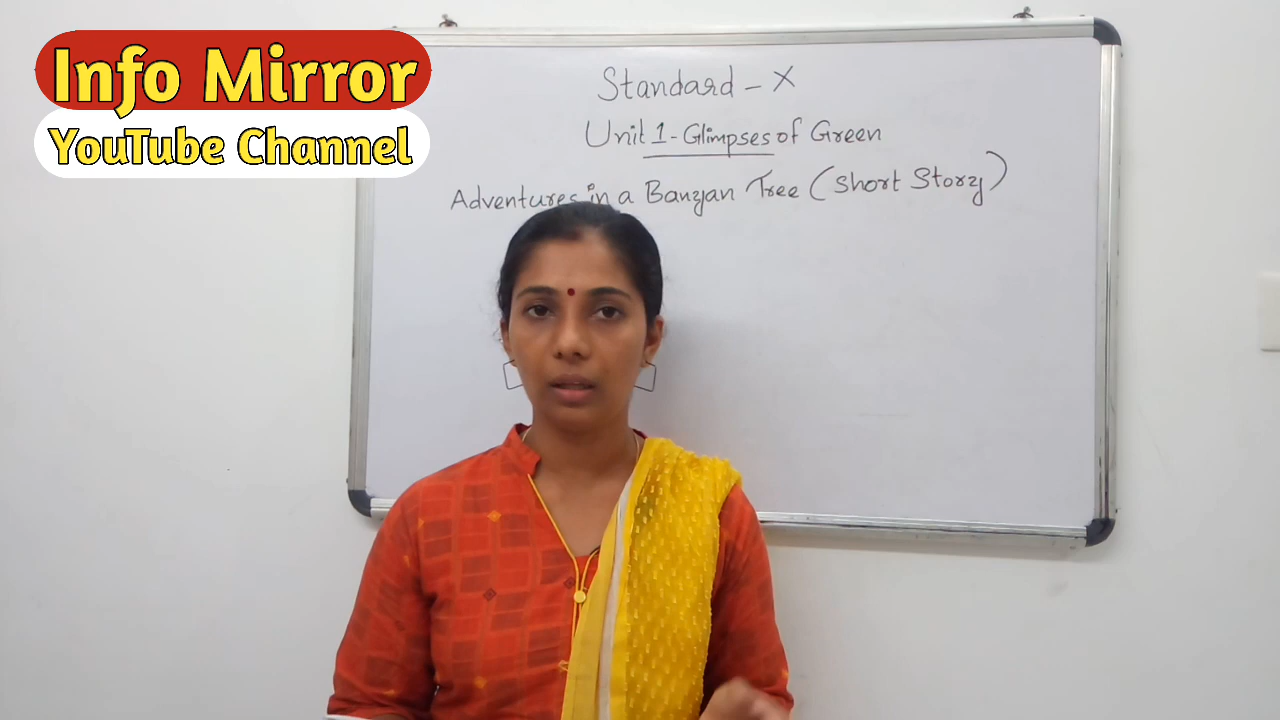 Info Mirror
YouTube Channel
Standard - X
Unit 1 - Glimpses of Green
Adventures in a Banyan Tree (Short Story)